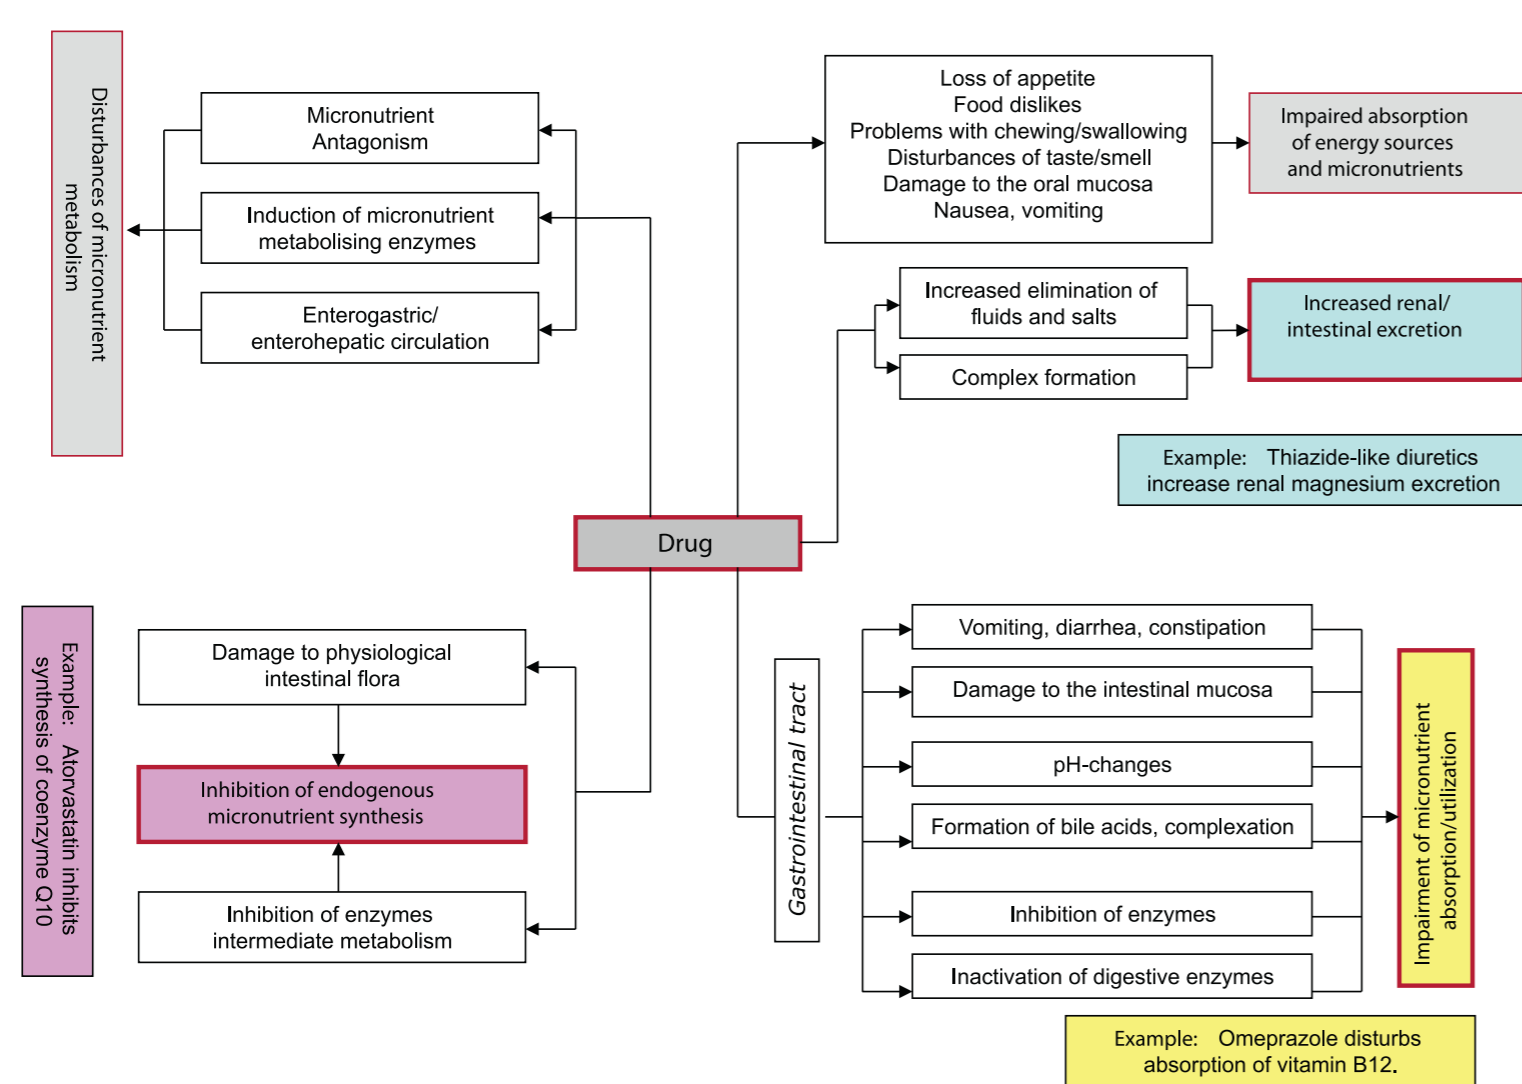 Disturbances of micronutrient
metabolism
Micronutrient
Antagonism
Induction of micronutrient
metabolising enzymes
Enterogastric/
enterohepatic circulation
Loss of appetite
Food dislikes
Problems with chewing/swallowing
Disturbances of taste/smell
Damage to the oral mucosa
Nausea, vomiting
Impaired absorption
of energy sources
and micronutrients
Increased elimination of
fluids and salts
Complex formation
Increased renal/
intestinal excretion
Example: Thiazide-like diuretics
increase renal magnesium excretion
Drug
Example: Atorvastatin inhibits
synthesis of coenzyme Q10
Damage to physiological
intestinal flora
Inhibition of endogenous
micronutrient synthesis
Inhibition of enzymes
intermediate metabolism
Gastrointestinal tract
Vomiting, diarrhea, constipation
Damage to the intestinal mucosa
pH-changes
Formation of bile acids, complexation
Inhibition of enzymes
Inactivation of digestive enzymes
Impairment of micronutrient
absorption/utilization
Example: Omeprazole disturbs
absorption of vitamin B12.